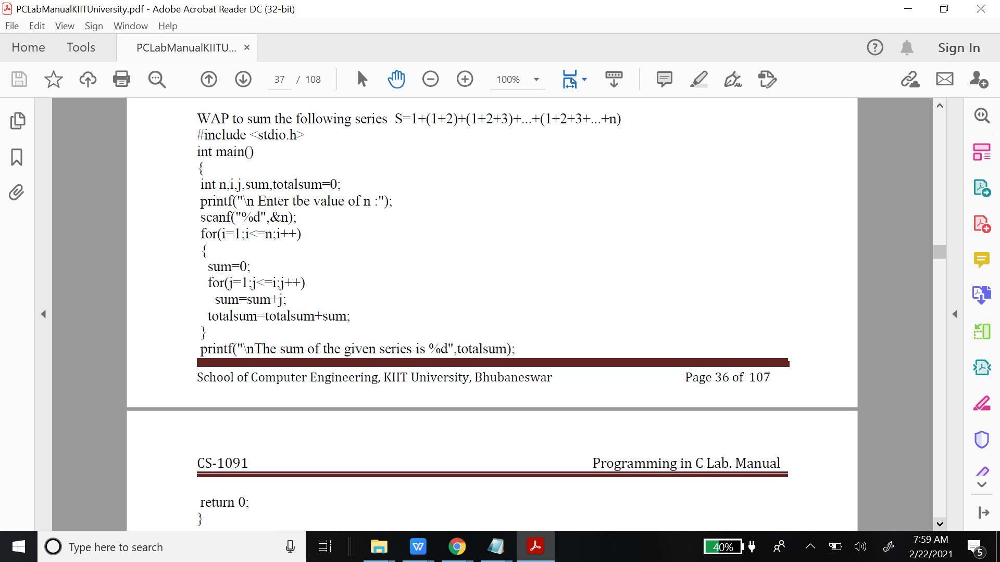 PCLabManualKIITUniversity.pdf - Adobe Acrobat Reader DC (32-bit)
File Edit View Sign Window Help
Home Tools PCLabManualKIITU... × Sign In
37 / 108 100%
WAP to sum the following series S=1+(1+2)+(1+2+3)+...+(1+2+3+...+n)
#include <stdio.h>
int main()
{
int n,i,j,sum,totalsum=0;
printf("\n Enter tbe value of n :");
scanf("%d",&n);
for(i=1;i<=n;i++)
{
sum=0;
for(j=1;j<=i;j++)
sum=sum+j;
totalsum=totalsum+sum;
}
printf("\nThe sum of the given series is %d",totalsum);
School of Computer Engineering, KIIT University, Bhubaneswar Page 36 of 107
CS-1091 Programming in C Lab. Manual
return 0;
}
Type here to search 40% 7:59 AM
2/22/2021 5